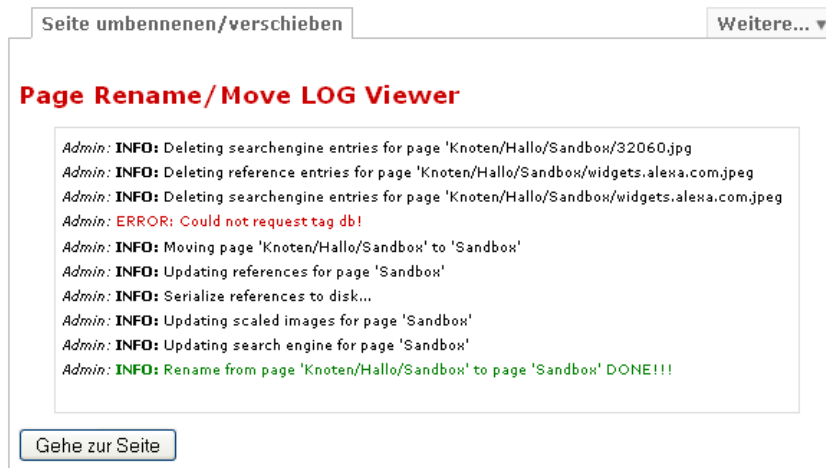 Seite umbennenen/verschieben
Weitere... ▼
Page Rename/Move LOG Viewer
Admin: INFO: Deleting searchengine entries for page 'Knoten/Hallo/Sandbox/32060.jpg
Admin: INFO: Deleting reference entries for page 'Knoten/Hallo/Sandbox/widgets.alexa.com.jpeg
Admin: INFO: Deleting searchengine entries for page 'Knoten/Hallo/Sandbox/widgets.alexa.com.jpeg
Admin: ERROR: Could not request tag db!
Admin: INFO: Moving page 'Knoten/Hallo/Sandbox' to 'Sandbox'
Admin: INFO: Updating references for page 'Sandbox'
Admin: INFO: Serialize references to disk...
Admin: INFO: Updating scaled images for page 'Sandbox'
Admin: INFO: Updating search engine for page 'Sandbox'
Admin: INFO: Rename from page 'Knoten/Hallo/Sandbox' to page 'Sandbox' DONE!!!
Gehe zur Seite